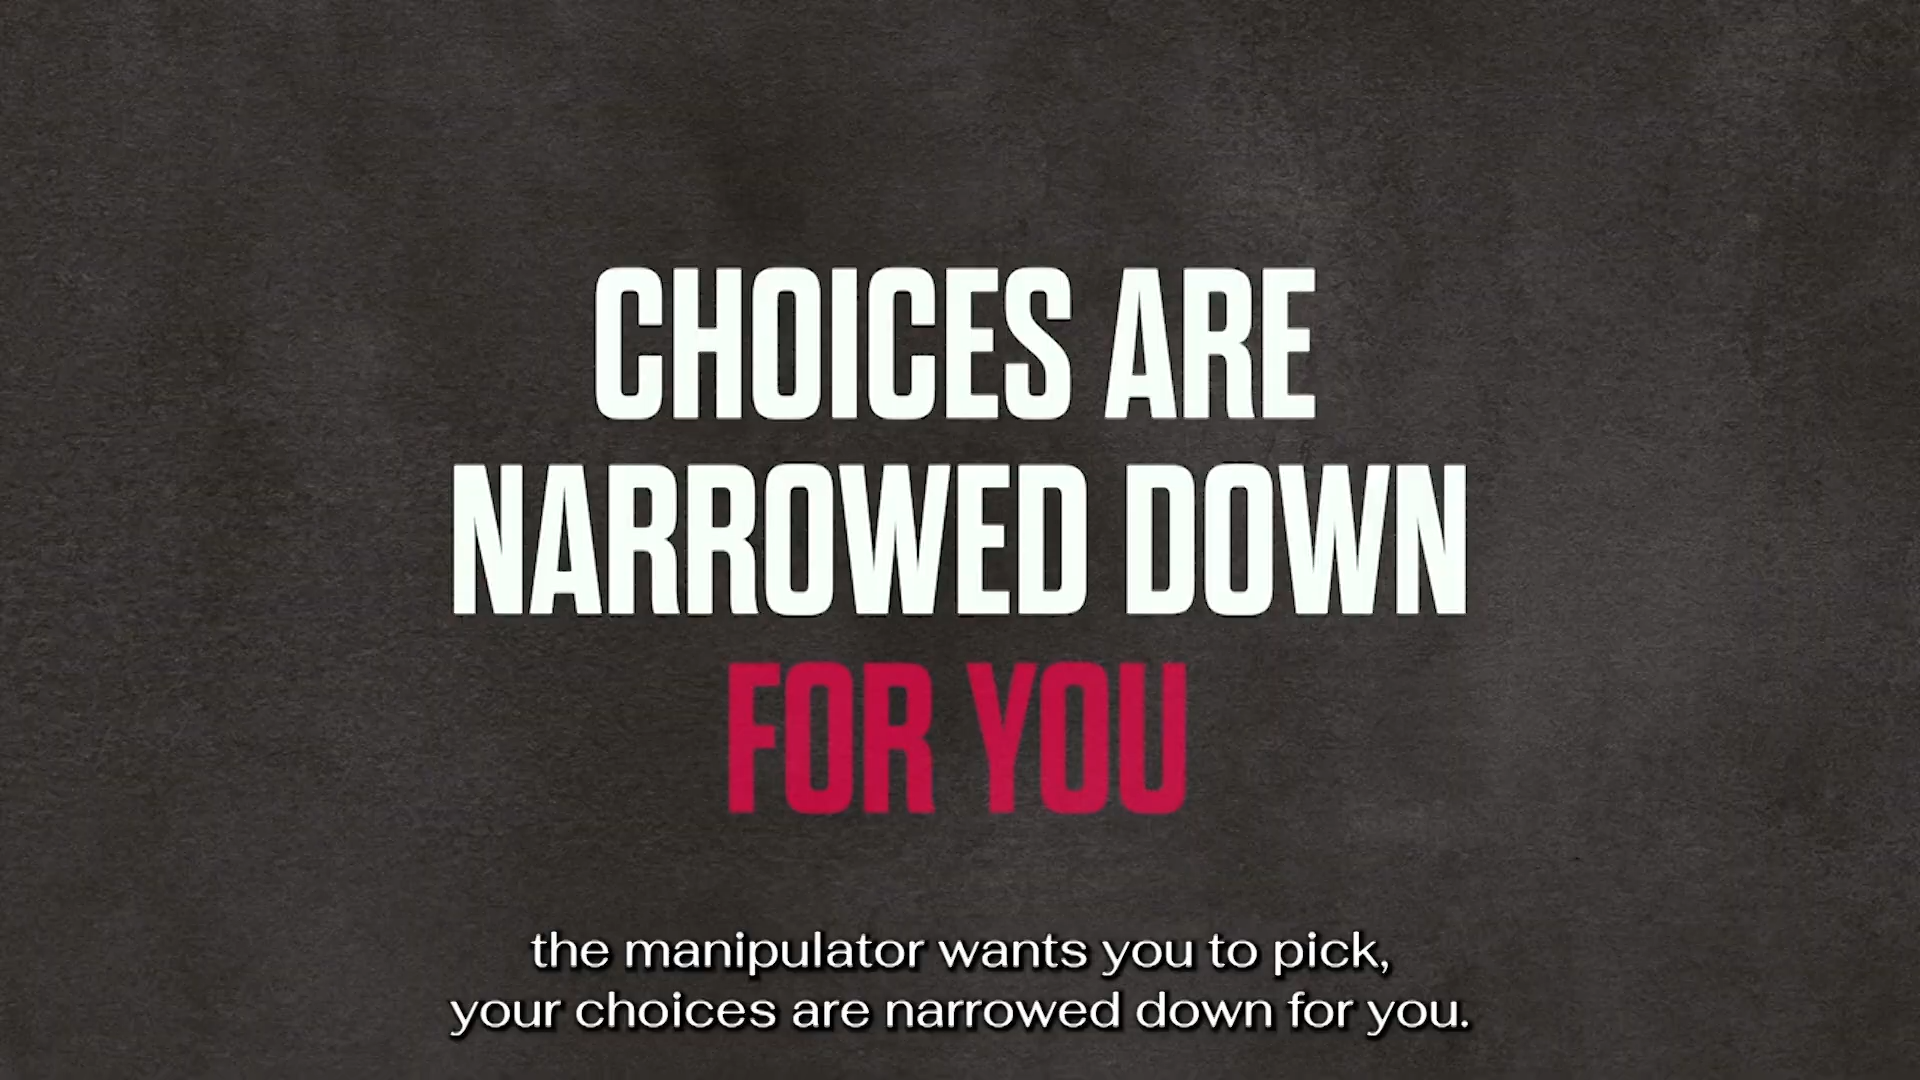 CHOICES ARE
NARROWED DOWN
FOR YOU
the manipulator wants you to pick,
your choices are narrowed down for you.